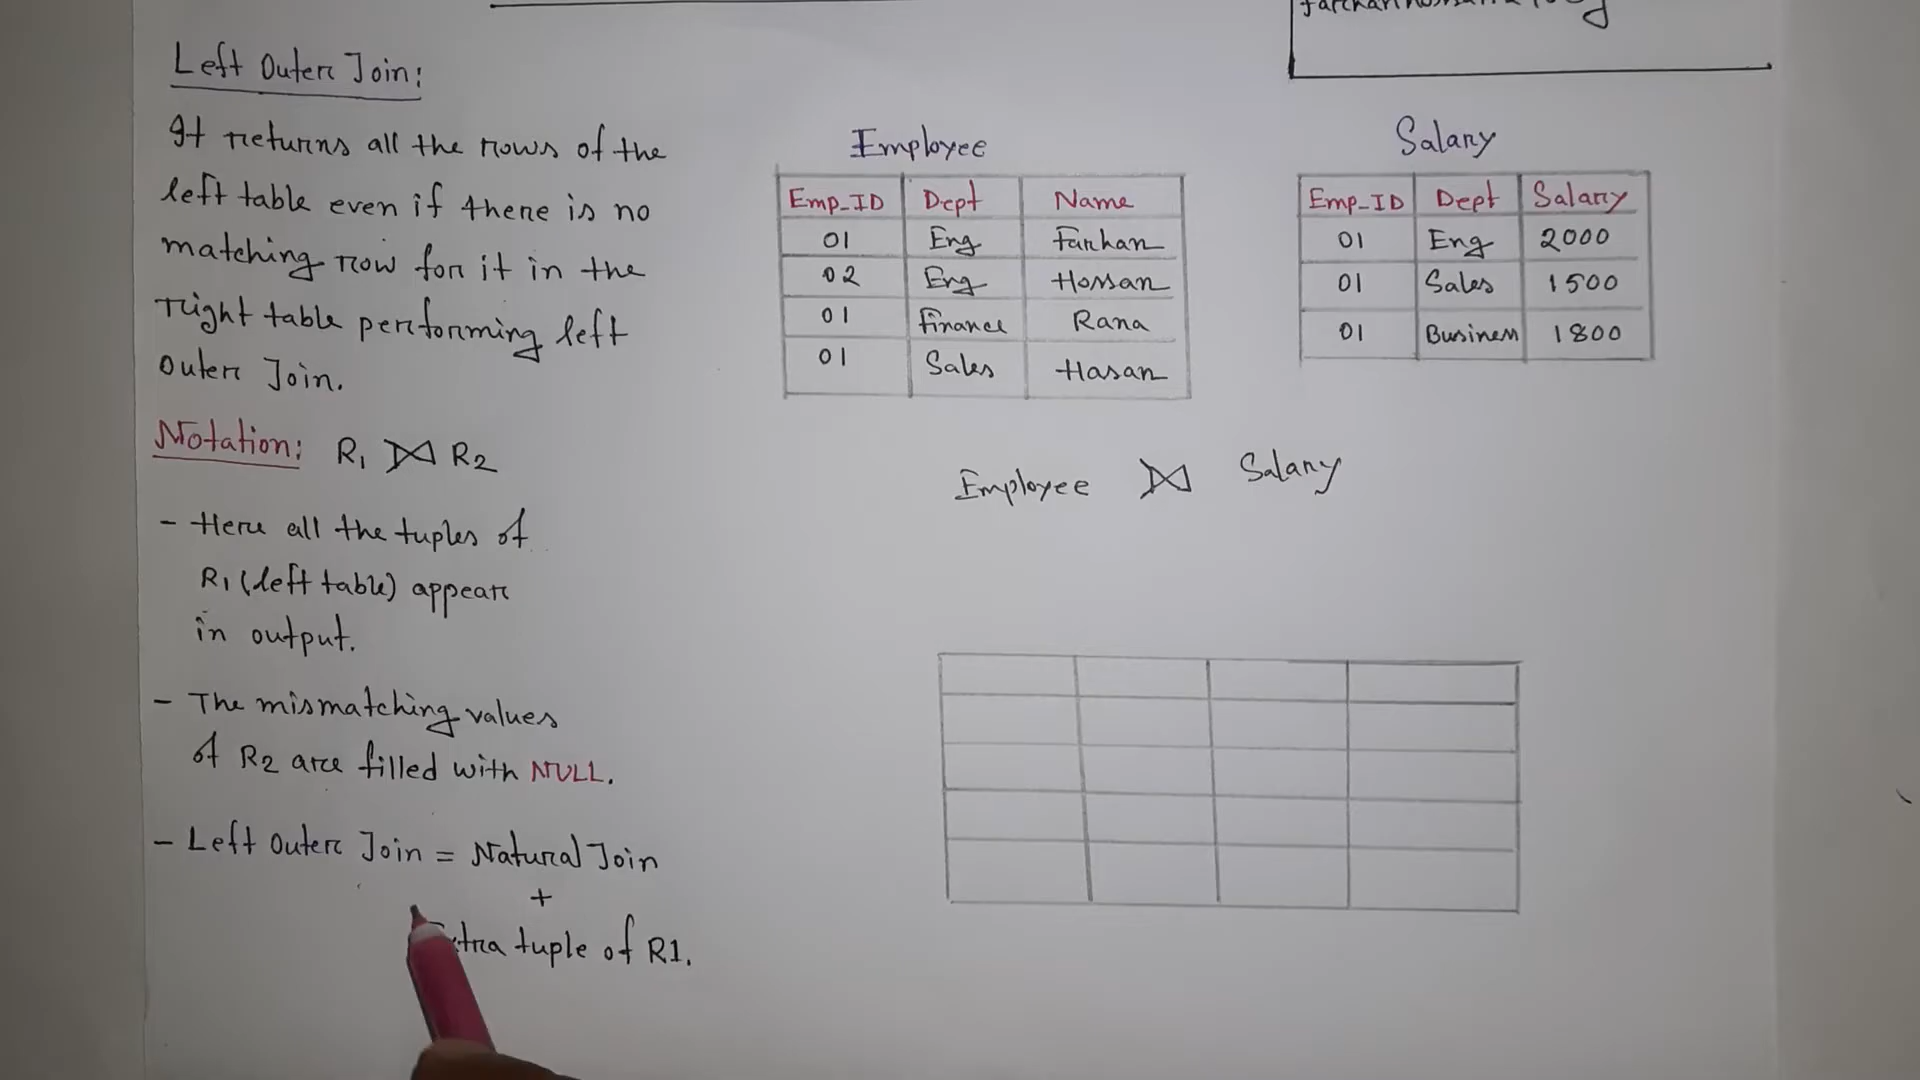 Left Outer Join:
It returns all the rows of the
left table even if there is no
matching row for it in the
right table performing left
outer Join.
Notation: R1 ⟕ R2
- Here all the tuples of
R1 (left table) appear
in output.
- The mismatching values
of R2 are filled with NULL.
- Left Outer Join = Natural Join
+
tuple of R1.
Employee
Emp_ID Dept Name
01 Eng Farhan
02 Eng Hossan
01 Finance Rana
01 Sales Hasan
Salary
Emp_ID Dept Salary
01 Eng 2000
01 Sales 1500
01 Business 1800
Employee ⟕ Salary